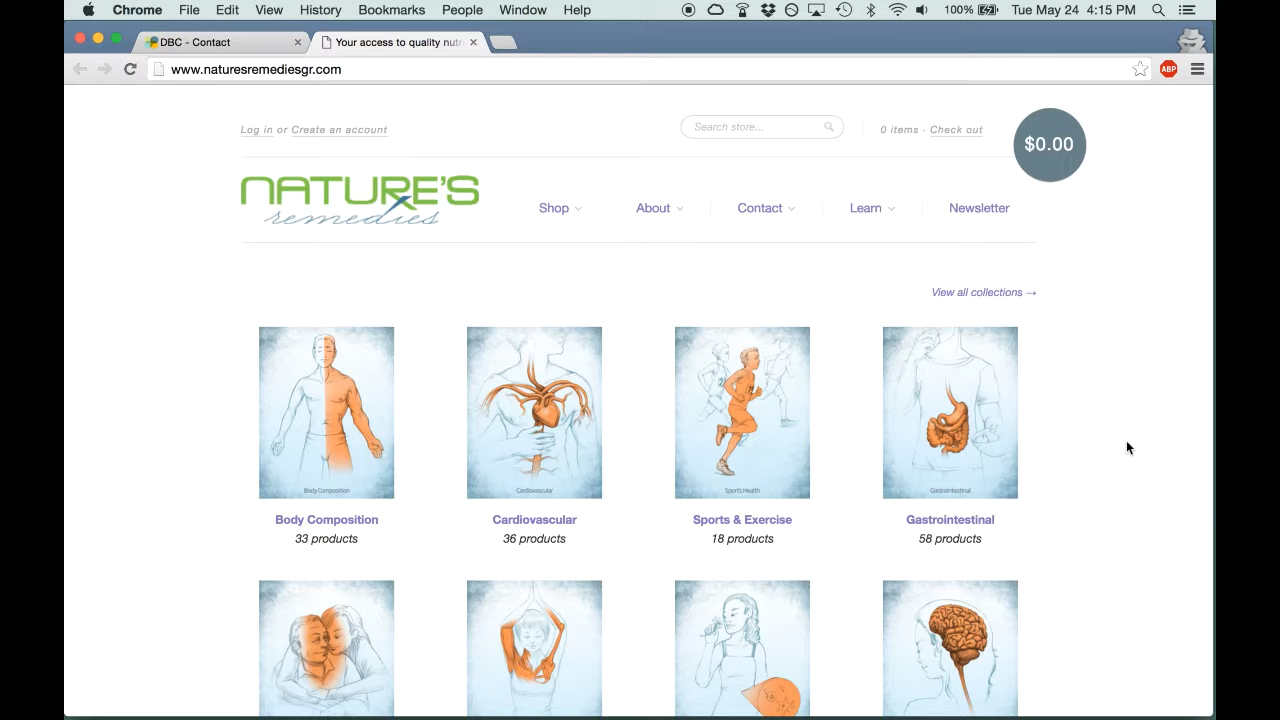 Chrome File Edit View History Bookmarks People Window Help 100% Tue May 24 4:15 PM
DBC - Contact Your access to quality nutr
www.naturesremediesgr.com ABP
Log in or Create an account Search store... 0 items · Check out $0.00
NATURE'S
remedies
Shop About Contact Learn Newsletter
View all collections →
Body Composition Cardiovascular Sport's Health Gastrointestinal
Body Composition Cardiovascular Sports & Exercise Gastrointestinal
33 products 36 products 18 products 58 products